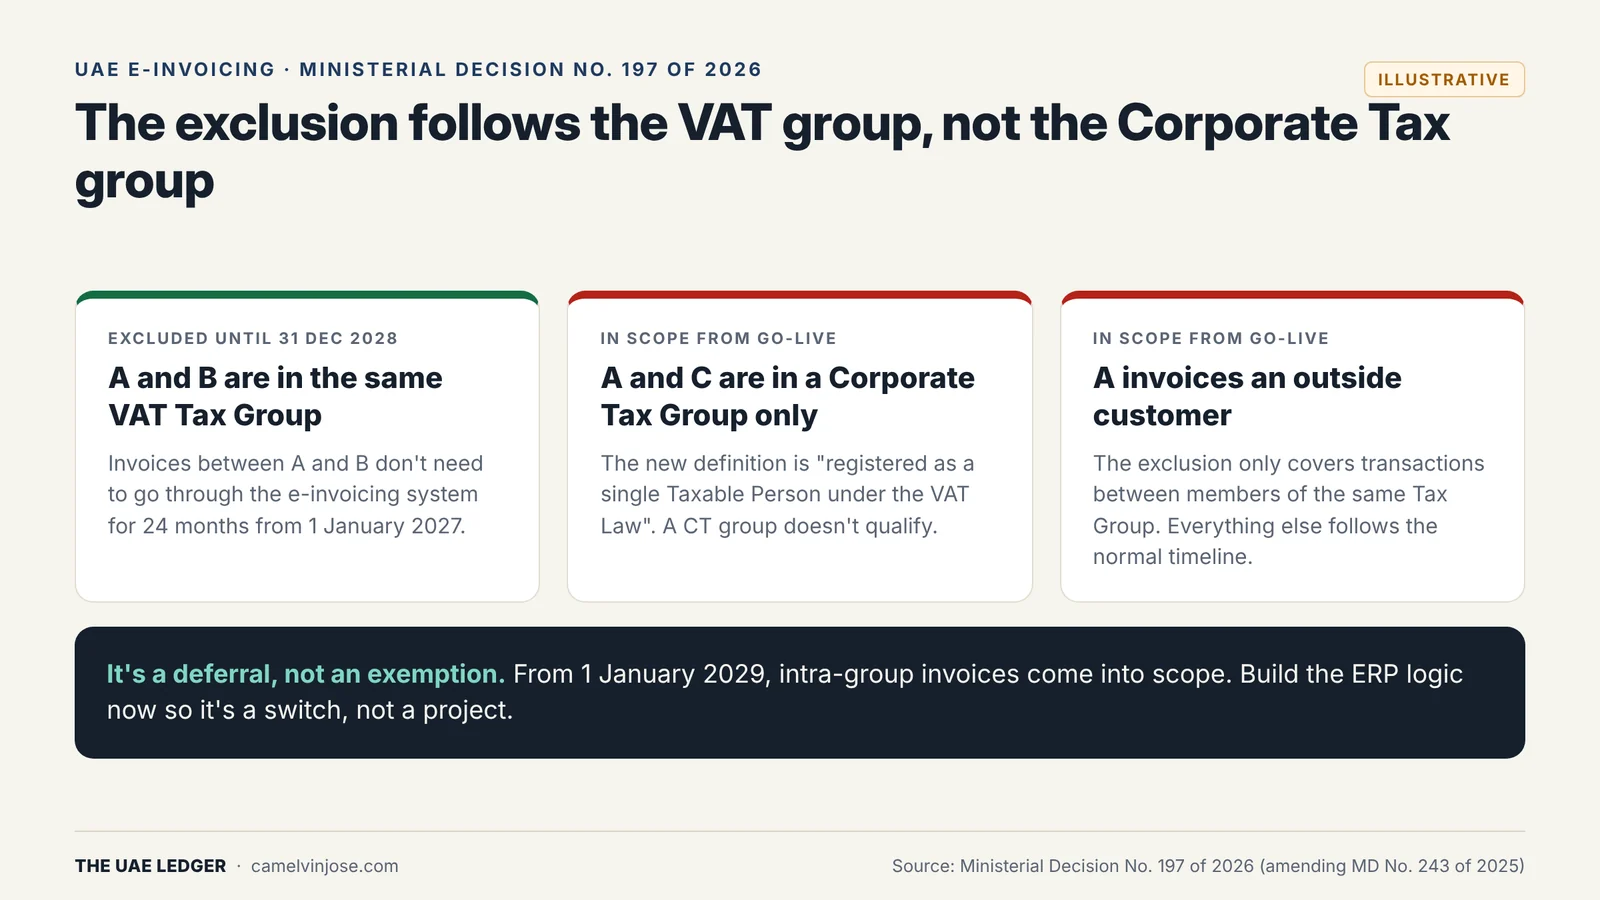 UAE E-INVOICING · MINISTERIAL DECISION NO. 197 OF 2026
ILLUSTRATIVE
The exclusion follows the VAT group, not the Corporate Tax
group
EXCLUDED UNTIL 31 DEC 2028
A and B are in the same
VAT Tax Group
Invoices between A and B don't need
to go through the e-invoicing system
for 24 months from 1 January 2027.
IN SCOPE FROM GO-LIVE
A and C are in a Corporate
Tax Group only
The new definition is "registered as a
single Taxable Person under the VAT
Law". A CT group doesn't qualify.
IN SCOPE FROM GO-LIVE
A invoices an outside
customer
The exclusion only covers transactions
between members of the same Tax
Group. Everything else follows the
normal timeline.
It's a deferral, not an exemption. From 1 January 2029, intra-group invoices come into scope. Build the ERP logic
now so it's a switch, not a project.
THE UAE LEDGER · camelvinjose.com
Source: Ministerial Decision No. 197 of 2026 (amending MD No. 243 of 2025)